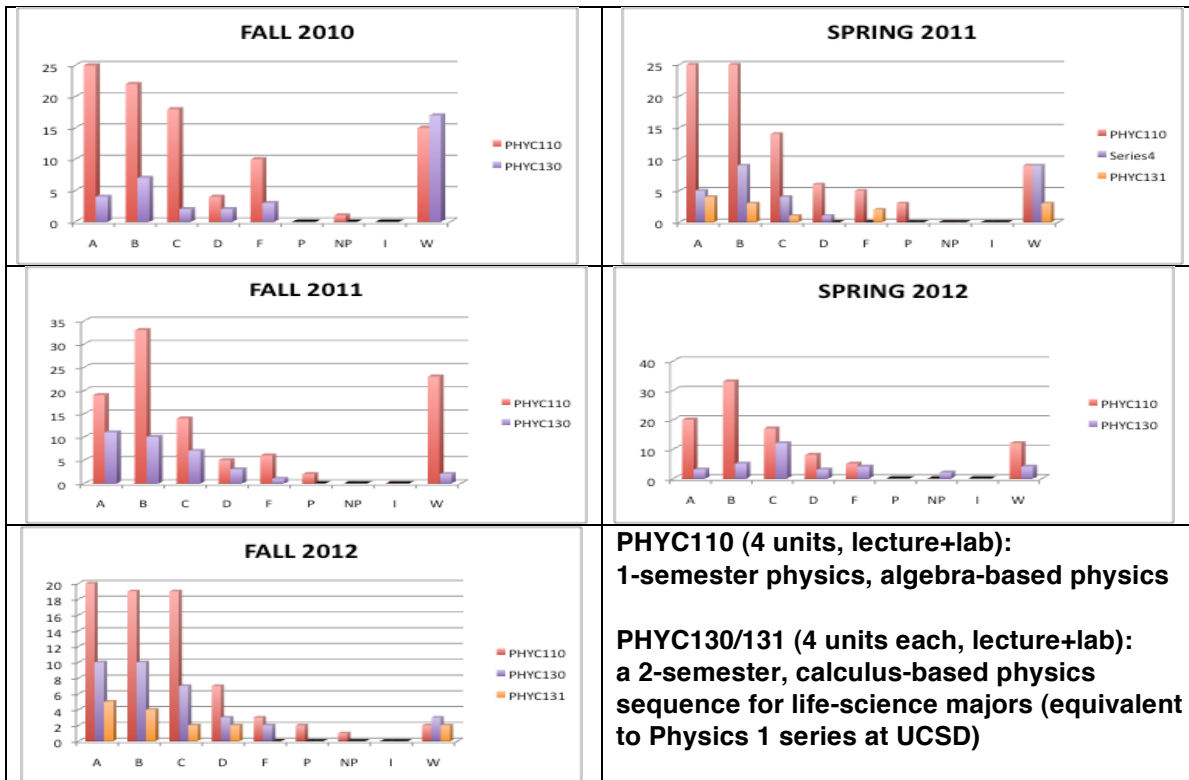 FALL 2010
25
20
15
10
5
0
A B C D F P NP I W
PHYC110
PHYC130
SPRING 2011
25
20
15
10
5
0
A B C D F P NP I W
PHYC110
Series4
PHYC131
FALL 2011
35
30
25
20
15
10
5
0
A B C D F P NP I W
PHYC110
PHYC130
SPRING 2012
40
30
20
10
0
A B C D F P NP I W
PHYC110
PHYC130
FALL 2012
20
18
16
14
12
10
8
6
4
2
0
A B C D F P NP I W
PHYC110
PHYC130
PHYC131
PHYC110 (4 units, lecture+lab):
1-semester physics, algebra-based physics
PHYC130/131 (4 units each, lecture+lab):
a 2-semester, calculus-based physics
sequence for life-science majors (equivalent
to Physics 1 series at UCSD)